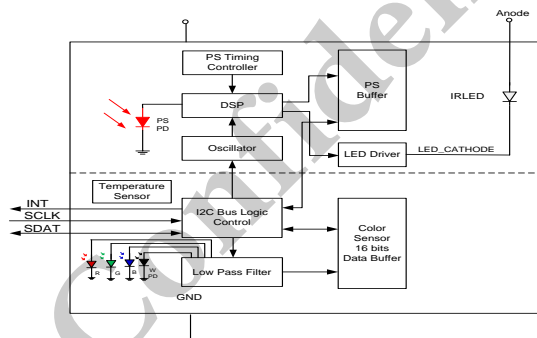 Anode
PS Timing
Controller
DSP
PS
Buffer
IRLED
PS
PD
Oscillator
LED Driver
LED_CATHODE
Temperature
Sensor
INT
SCLK
SDAT
I2C Bus Logic
Control
Color
Sensor
16 bits
Data Buffer
R
G
B
W
PD
Low Pass Filter
GND
Confiden